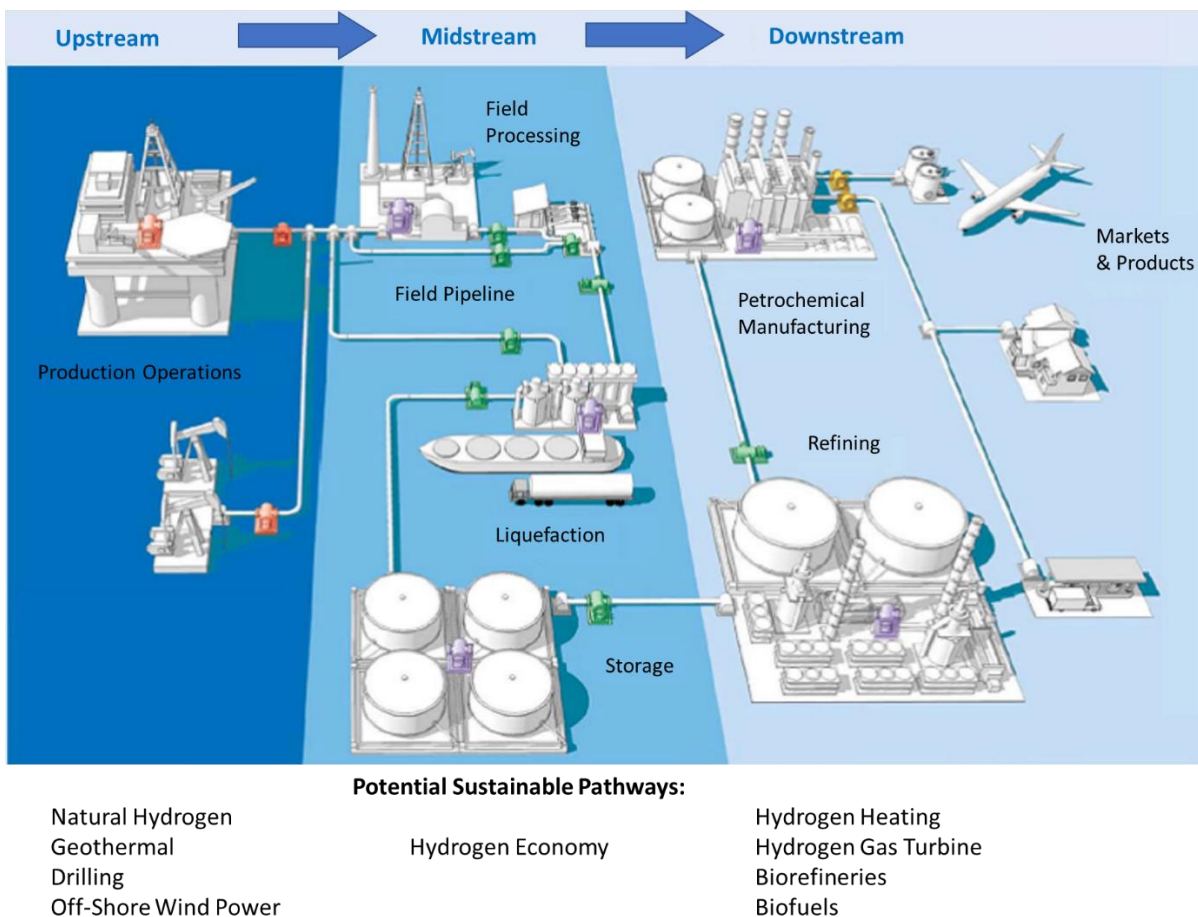 Upstream
Midstream
Downstream
Field
Processing
Markets
& Products
Field Pipeline
Petrochemical
Manufacturing
Production Operations
Refining
Liquefaction
Storage
Potential Sustainable Pathways:
Natural Hydrogen
Geothermal
Drilling
Off-Shore Wind Power
Hydrogen Economy
Hydrogen Heating
Hydrogen Gas Turbine
Biorefineries
Biofuels